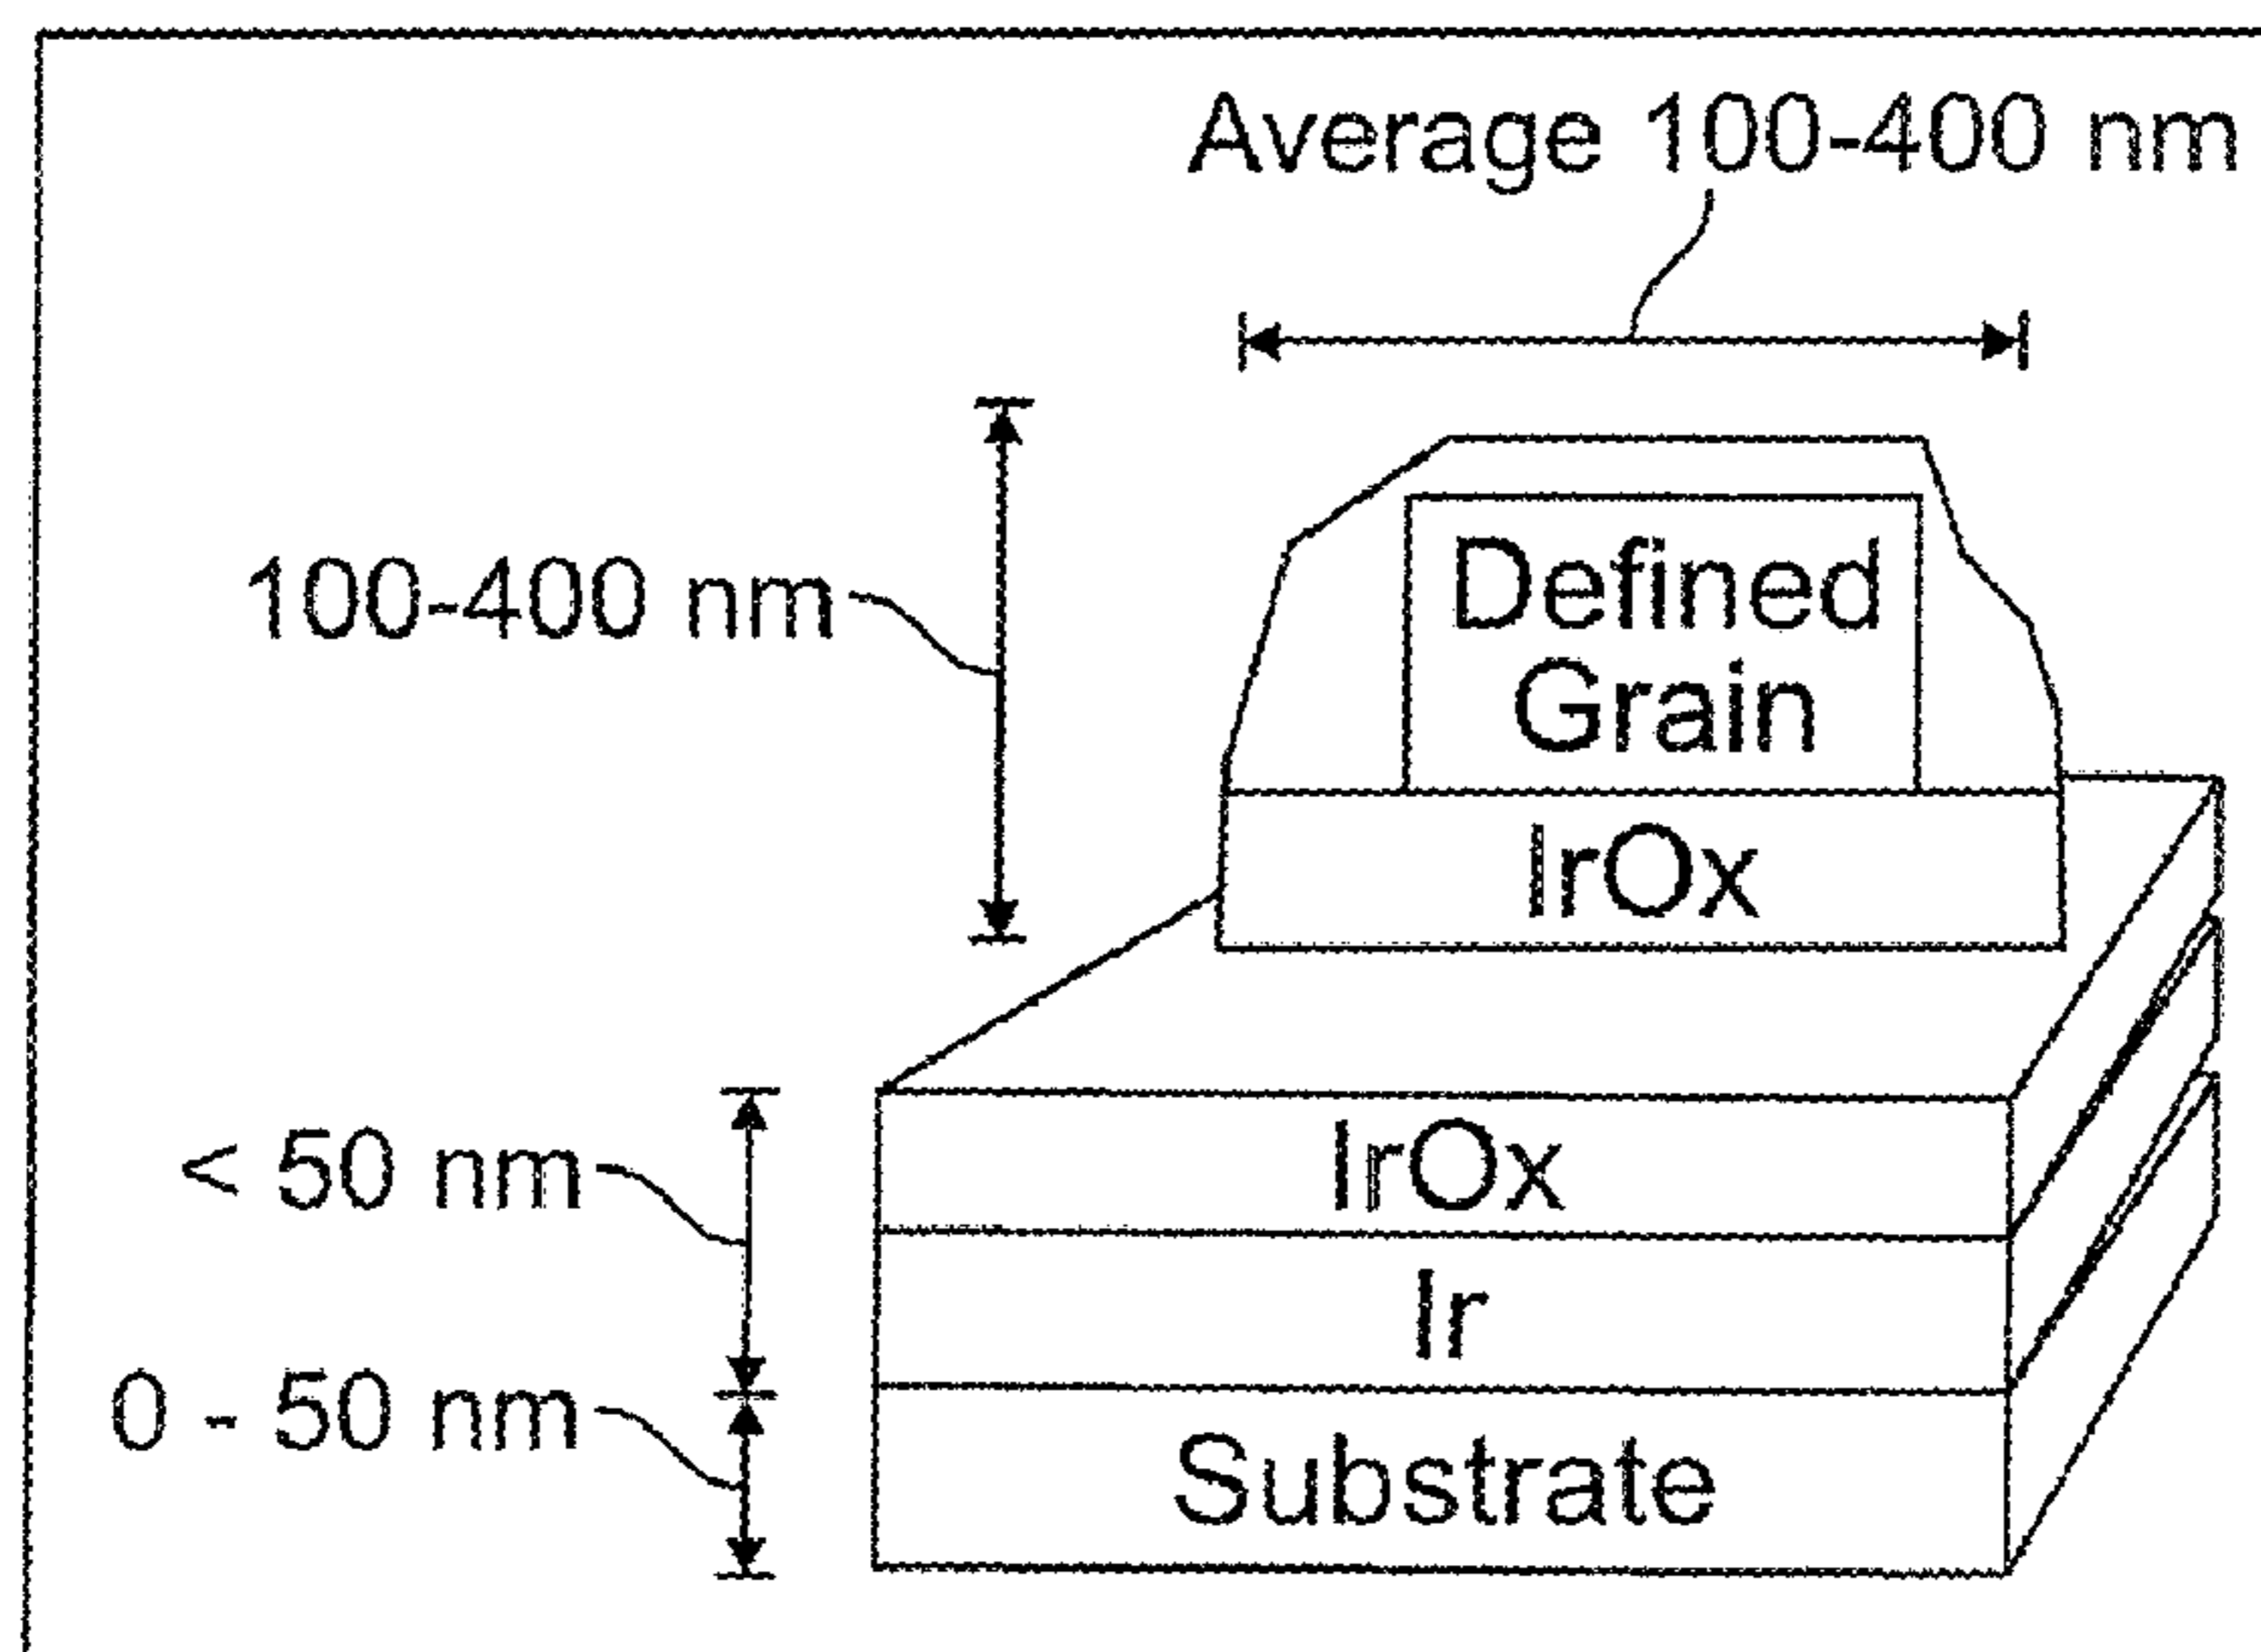 Average 100-400 nm
100-400 nm
Defined
Grain
IrOx
< 50 nm
IrOx
Ir
0 - 50 nm
Substrate